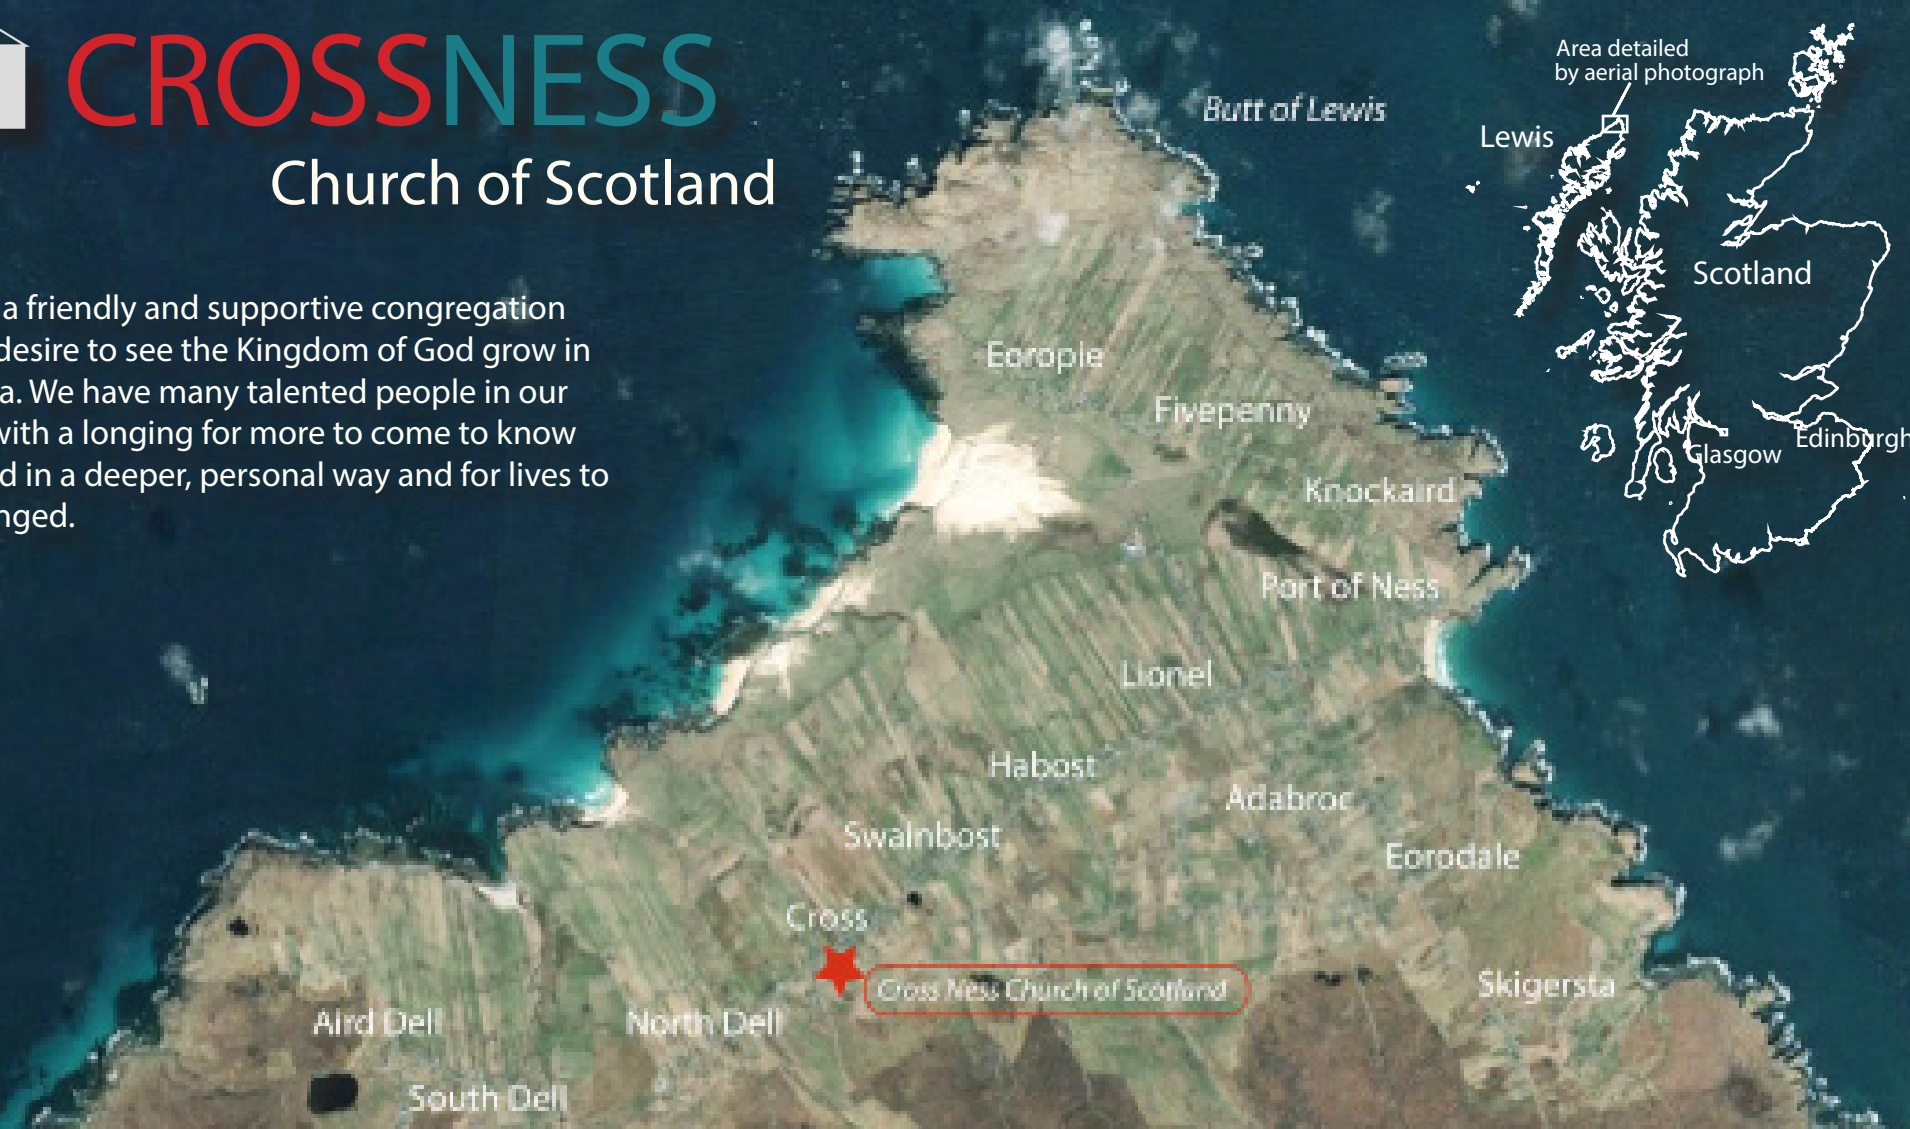 CROSSNESS
Church of Scotland
a friendly and supportive congregation
desire to see the Kingdom of God grow in
a. We have many talented people in our
with a longing for more to come to know
d in a deeper, personal way and for lives to
nged.
Area detailed
by aerial photograph
Lewis
Scotland
Glasgow
Edinburgh
Butt of Lewis
Eoropie
Fivepenny
Knockaird
Port of Ness
Lionel
Habost
Adabroc
Swainbost
Eorodale
Cross
Cross Ness Church of Scotland
Skigersta
Aird Dell
North Dell
South Dell